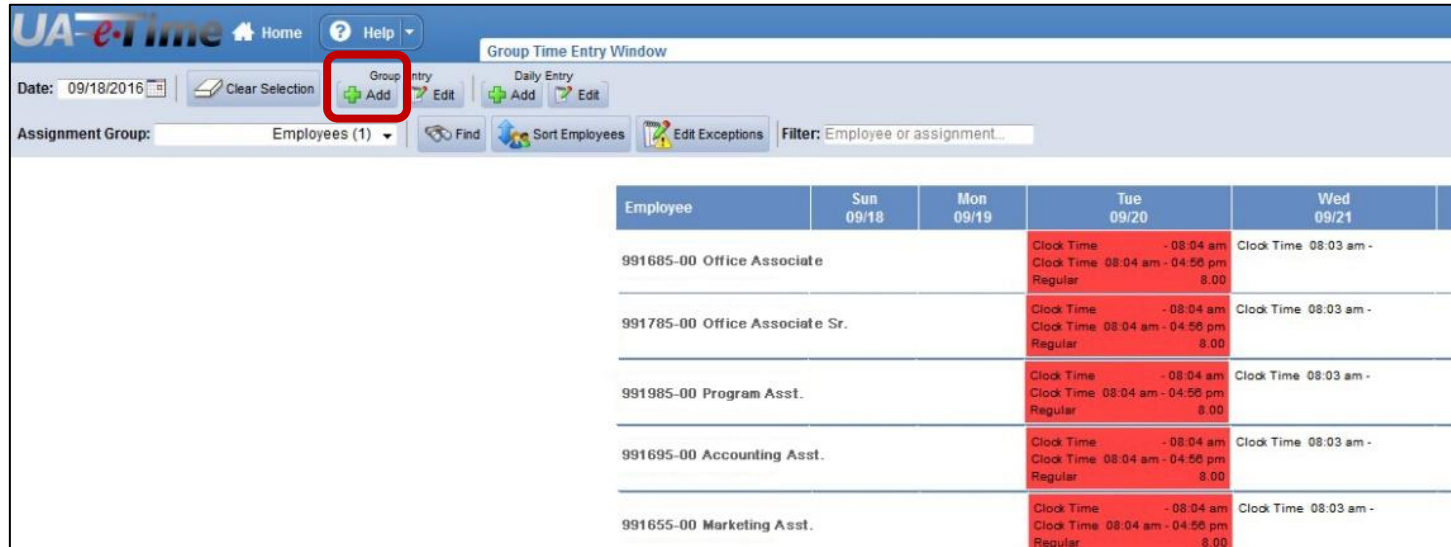 UA-e-Time Home ? Help
Group Time Entry Window
Group Entry Daily Entry
Date: 09/18/2016 Clear Selection Add Edit Add Edit
Assignment Group: Employees (1) Find Sort Employees Edit Exceptions Filter: Employee or assignment...
Employee Sun Mon Tue Wed
09/18 09/19 09/20 09/21
Clock Time - 08:04 am Clock Time 08:03 am -
991685-00 Office Associate Clock Time 08:04 am - 04:56 pm
Regular 8.00
Clock Time - 08:04 am Clock Time 08:03 am -
991785-00 Office Associate Sr. Clock Time 08:04 am - 04:56 pm
Regular 8.00
Clock Time - 08:04 am Clock Time 08:03 am -
991985-00 Program Asst. Clock Time 08:04 am - 04:56 pm
Regular 8.00
Clock Time - 08:04 am Clock Time 08:03 am -
991695-00 Accounting Asst. Clock Time 08:04 am - 04:56 pm
Regular 8.00
Clock Time - 08:04 am Clock Time 08:03 am -
991655-00 Marketing Asst. Clock Time 08:04 am - 04:56 pm
Regular 8.00